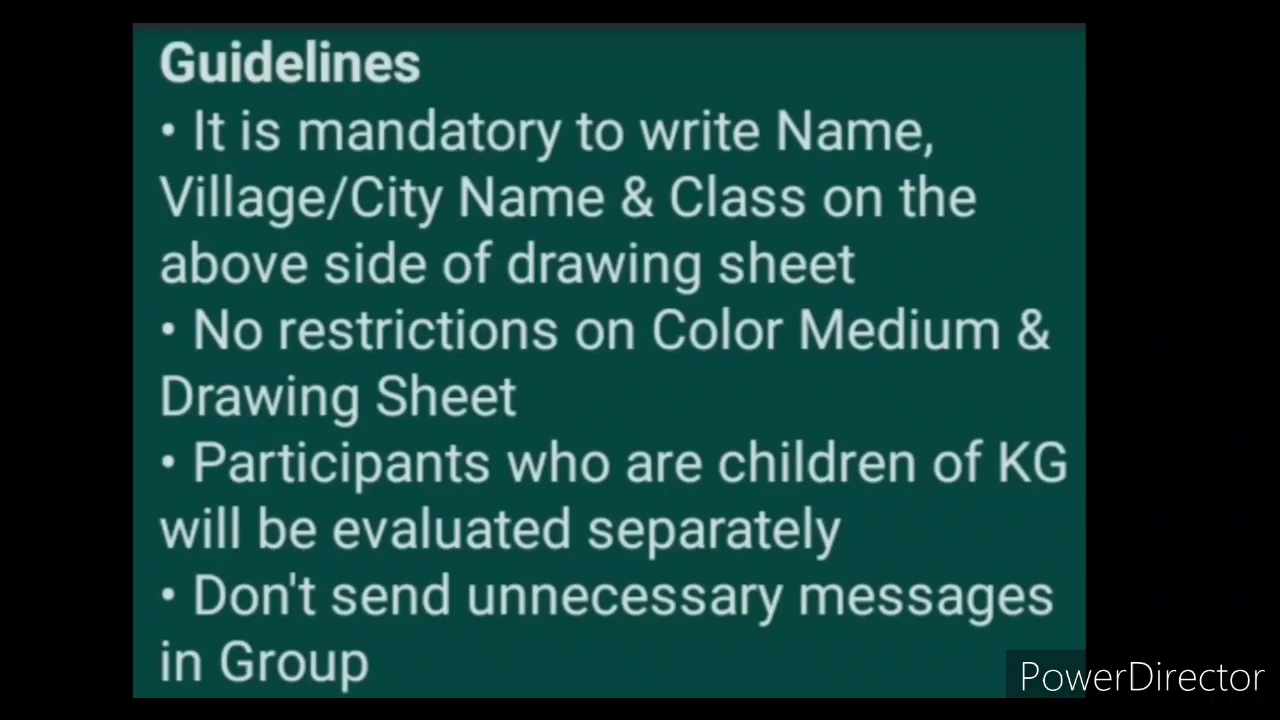 Guidelines
• It is mandatory to write Name,
Village/City Name & Class on the
above side of drawing sheet
• No restrictions on Color Medium &
Drawing Sheet
• Participants who are children of KG
will be evaluated separately
• Don't send unnecessary messages
in Group
PowerDirector